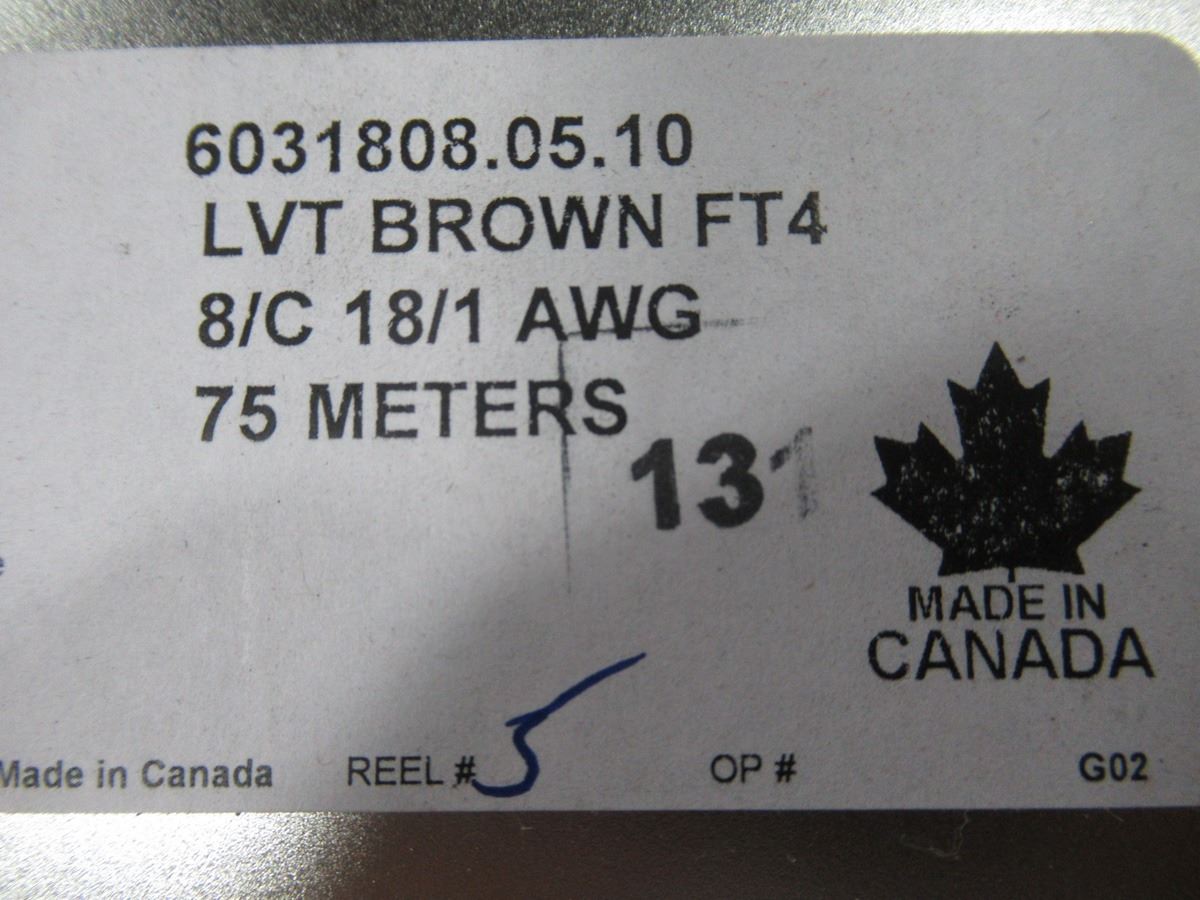 6031808.05.10
LVT BROWN FT4
8/C 18/1 AWG
75 METERS
131
MADE IN
CANADA
Made in Canada REEL # 5 OP # G02